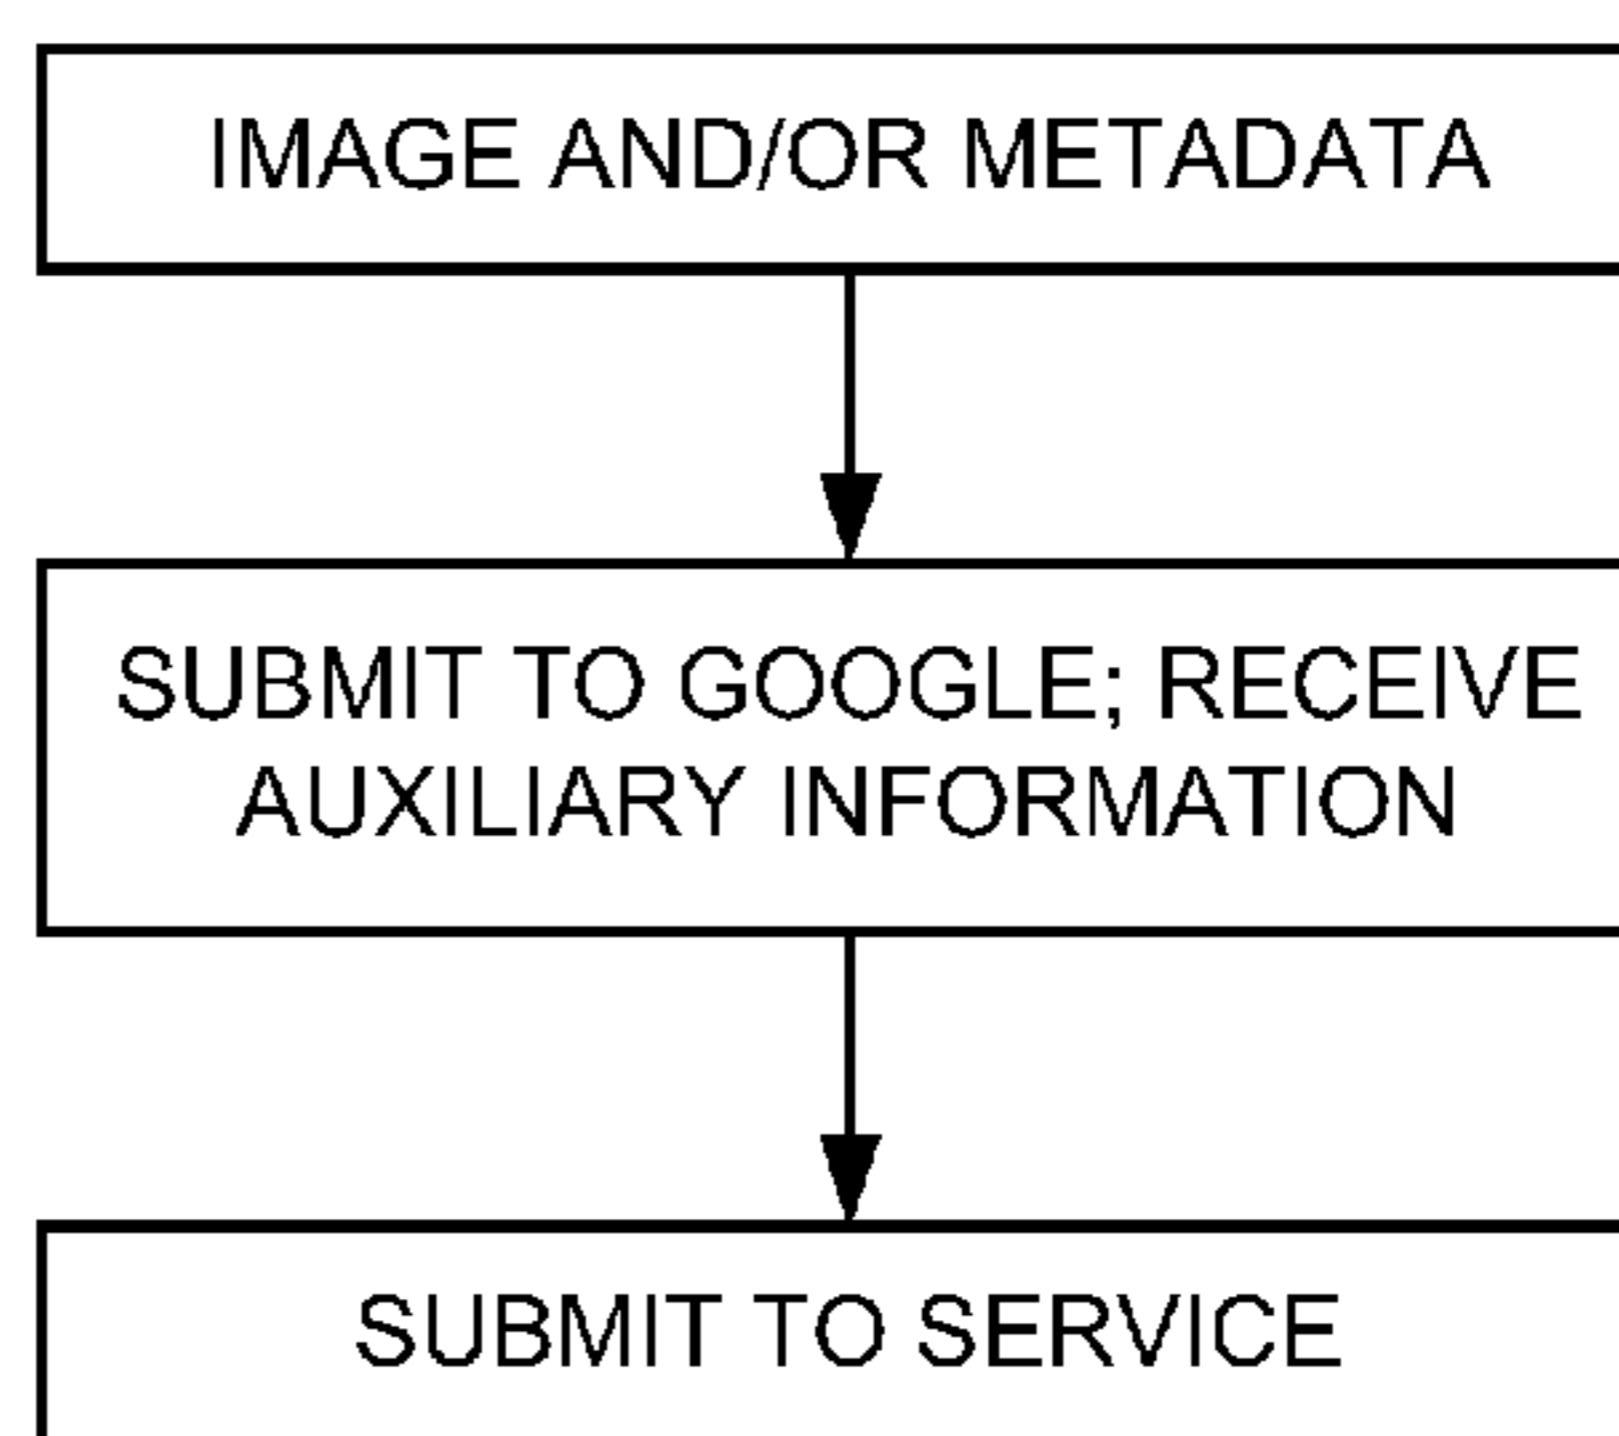 IMAGE AND/OR METADATA
SUBMIT TO GOOGLE; RECEIVE
AUXILIARY INFORMATION
SUBMIT TO SERVICE